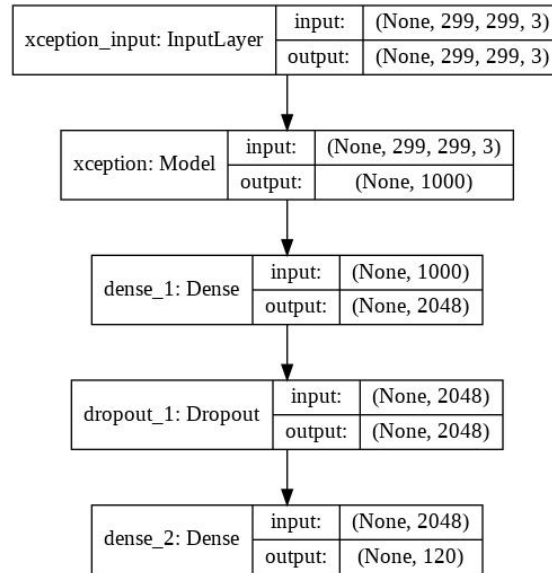 xception_input: InputLayer
input: (None, 299, 299, 3)
output: (None, 299, 299, 3)
xception: Model
input: (None, 299, 299, 3)
output: (None, 1000)
dense_1: Dense
input: (None, 1000)
output: (None, 2048)
dropout_1: Dropout
input: (None, 2048)
output: (None, 2048)
dense_2: Dense
input: (None, 2048)
output: (None, 120)